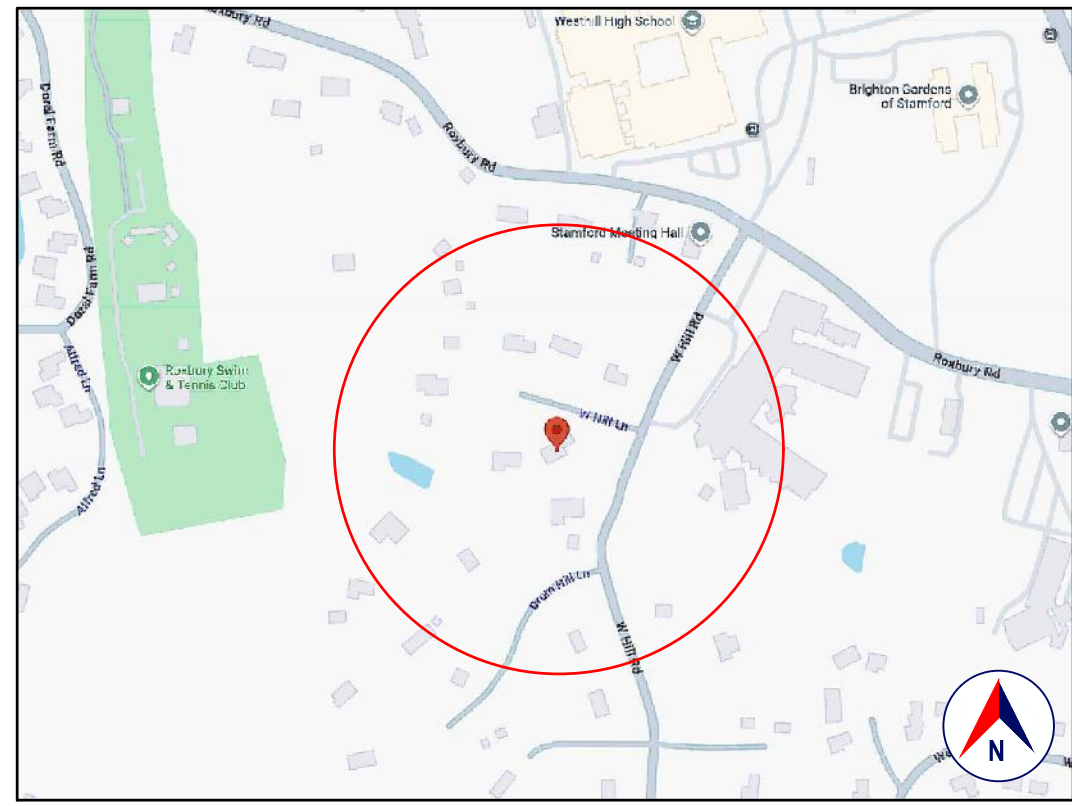 Roxbury Rd
Westhill High School
Brighton Gardens
of Stamford
Doral Farm Rd
Roxbury Rd
Stamford Meeting Hall
Doral Farm Rd
W Hill Rd
Alfred Ln
Roxbury Swim
& Tennis Club
Roxbury Rd
W Hill Ln
Alfred Ln
Drum Hill Ln
W Hill Rd
N